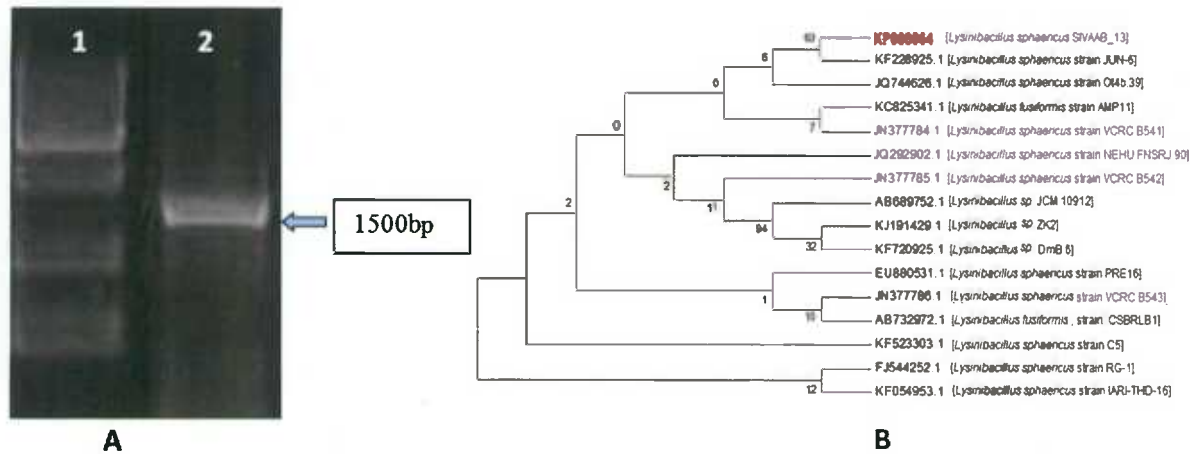 1 2
1500bp
A
[Lysinibacillus sphaericus SIVAAB_13]
KF228925.1 [Lysinibacillus sphaericus strain JUN-6]
6
JQ744626.1 [Lysinibacillus sphaericus strain Ot4b.39]
6
KC825341.1 [Lysinibacillus fusiformis strain AMP11]
0
7
JN377784.1 [Lysinibacillus sphaericus strain VCRC B541]
JQ292902.1 [Lysinibacillus sphaericus strain NEHU FNSRJ 90]
2
JN377785.1 [Lysinibacillus sphaericus strain VCRC B542]
2
1
AB689752.1 [Lysinibacillus sp JCM 10912]
94
KJ191429.1 [Lysinibacillus sp ZK2]
32
KF720925.1 [Lysinibacillus sp DmB 6]
EU880531.1 [Lysinibacillus sphaericus strain PRE16]
1
JN377786.1 [Lysinibacillus sphaericus strain VCRC B543]
AB732972.1 [Lysinibacillus fusiformis, strain CSBRLB1]
KF523303.1 [Lysinibacillus sphaericus strain C5]
FJ544252.1 [Lysinibacillus sphaericus strain RG-1]
12
KF054953.1 [Lysinibacillus sphaericus strain IARI-THD-16]
B